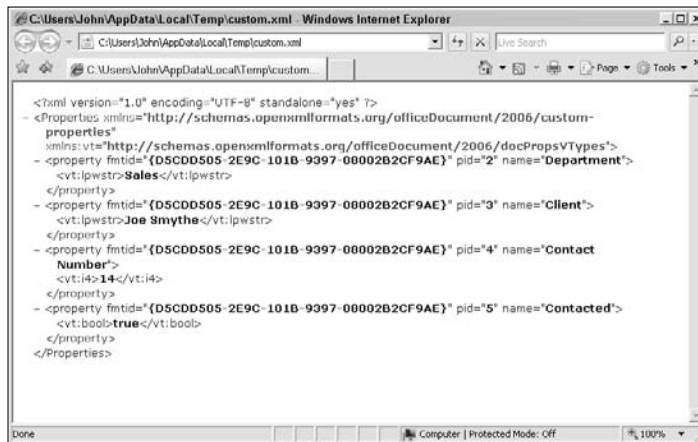 C:\Users\John\AppData\Local\Temp\custom.xml - Windows Internet Explorer
C:\Users\John\AppData\Local\Temp\custom.xml
Live Search
C:\Users\John\AppData\Local\Temp\custom...
Page
Tools
<?xml version="1.0" encoding="UTF-8" standalone="yes" ?>
- <Properties xmlns="http://schemas.openxmlformats.org/officeDocument/2006/custom-
properties"
xmlns:vt="http://schemas.openxmlformats.org/officeDocument/2006/docPropsVTypes">
- <property fmtid="{D5CDD505-2E9C-101B-9397-08002B2CF9AE}" pid="2" name="Department">
<vt:lpwstr>Sales</vt:lpwstr>
</property>
- <property fmtid="{D5CDD505-2E9C-101B-9397-08002B2CF9AE}" pid="3" name="Client">
<vt:lpwstr>Joe Smythe</vt:lpwstr>
</property>
- <property fmtid="{D5CDD505-2E9C-101B-9397-08002B2CF9AE}" pid="4" name="Contact
Number">
<vt:i4>14</vt:i4>
</property>
- <property fmtid="{D5CDD505-2E9C-101B-9397-08002B2CF9AE}" pid="5" name="Contacted">
<vt:bool>true</vt:bool>
</property>
</Properties>
Done
Computer | Protected Mode: Off
100%